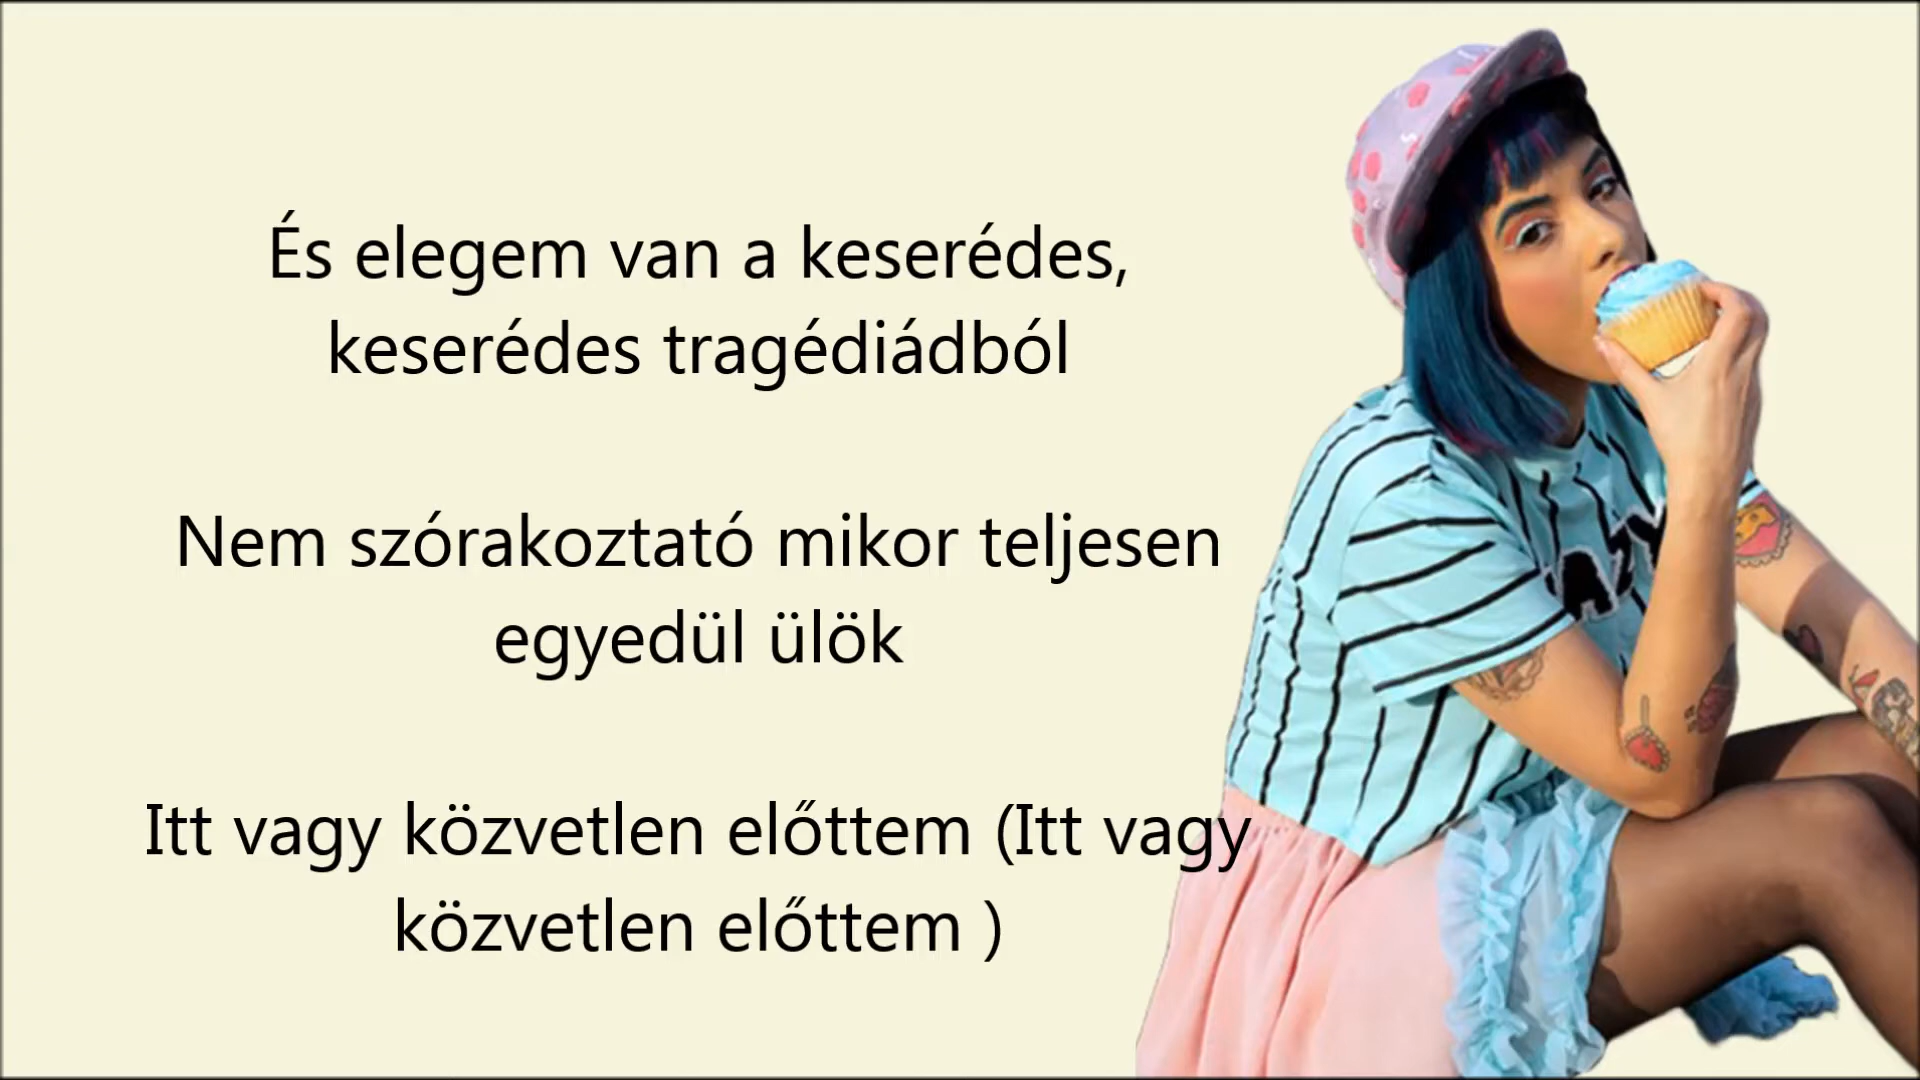 És elegem van a keserédes,
keserédes tragédiádból
Nem szórakoztató mikor teljesen
egyedül ülök
Itt vagy közvetlen előttem (Itt vagy
közvetlen előttem )